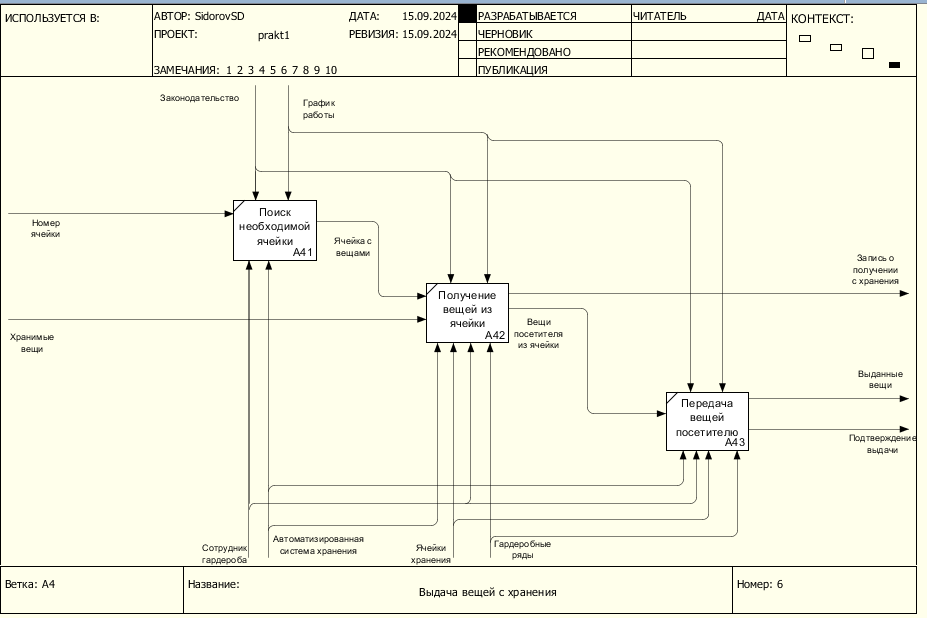 ИСПОЛЬЗУЕТСЯ В:
АВТОР: SidorovSD
ДАТА: 15.09.2024
ПРОЕКТ: prakt1
РЕВИЗИЯ: 15.09.2024
ЗАМЕЧАНИЯ: 1 2 3 4 5 6 7 8 9 10
РАЗРАБАТЫВАЕТСЯ
ЧЕРНОВИК
РЕКОМЕНДОВАНО
ПУБЛИКАЦИЯ
ЧИТАТЕЛЬ ДАТА
КОНТЕКСТ:
Законодательство
График
работы
Номер
ячейки
Поиск
необходимой
ячейки
A41
Ячейка с
вещами
Запись о
получении
с хранения
Хранимые
вещи
Получение
вещей из
ячейки
A42
Вещи
посетителя
из ячейки
Выданные
вещи
Передача
вещей
посетителю
A43
Подтверждение
выдачи
Сотрудник
гардероба
Автоматизированная
система хранения
Ячейки
хранения
Гардеробные
ряды
Ветка: A4
Название:
Выдача вещей с хранения
Номер: 6